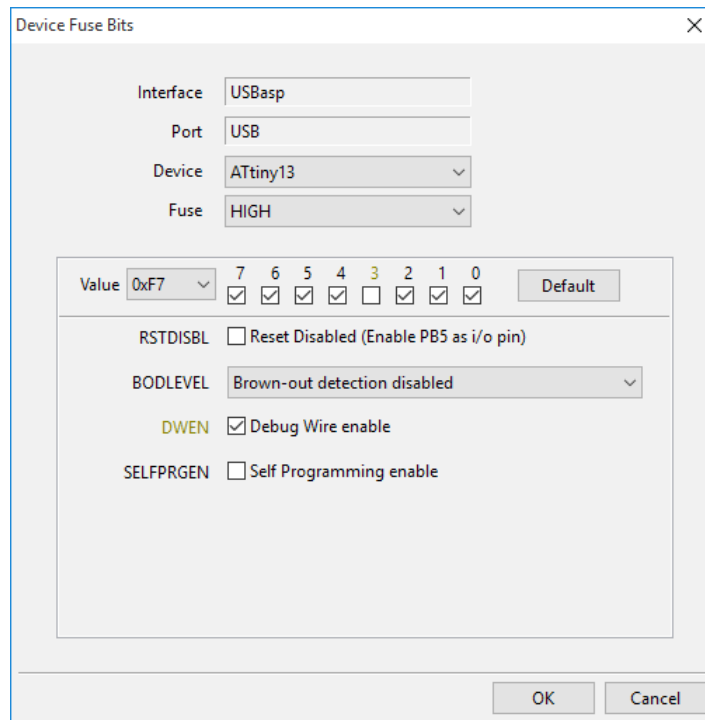 Device Fuse Bits
Interface USBasp
Port USB
Device ATtiny13
Fuse HIGH
7 6 5 4 3 2 1 0
Value 0xF7 Default
RSTDISBL Reset Disabled (Enable PB5 as i/o pin)
BODLEVEL Brown-out detection disabled
DWEN Debug Wire enable
SELFPRGEN Self Programming enable
OK Cancel